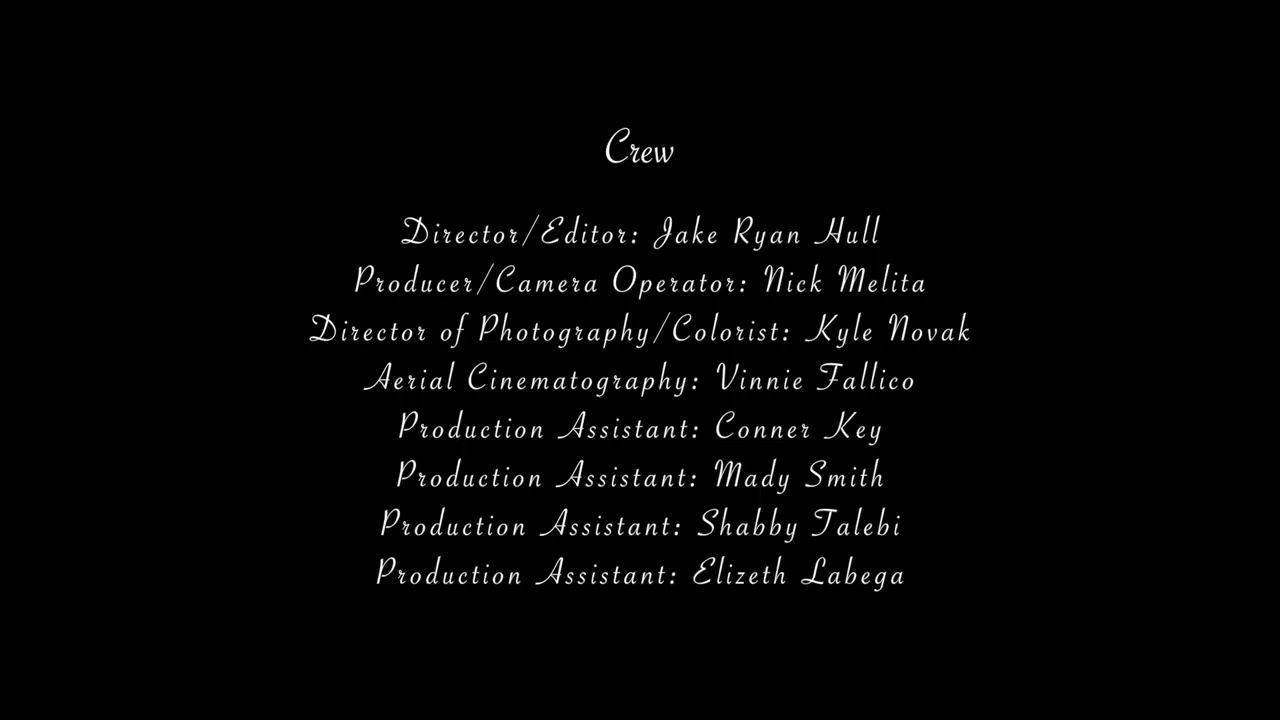 Crew
Director/Editor: Jake Ryan Hull
Producer/Camera Operator: Nick Melita
Director of Photography/Colorist: Kyle Novak
Aerial Cinematography: Vinnie Fallico
Production Assistant: Conner Key
Production Assistant: Mady Smith
Production Assistant: Shabby Talebi
Production Assistant: Elizeth Labega